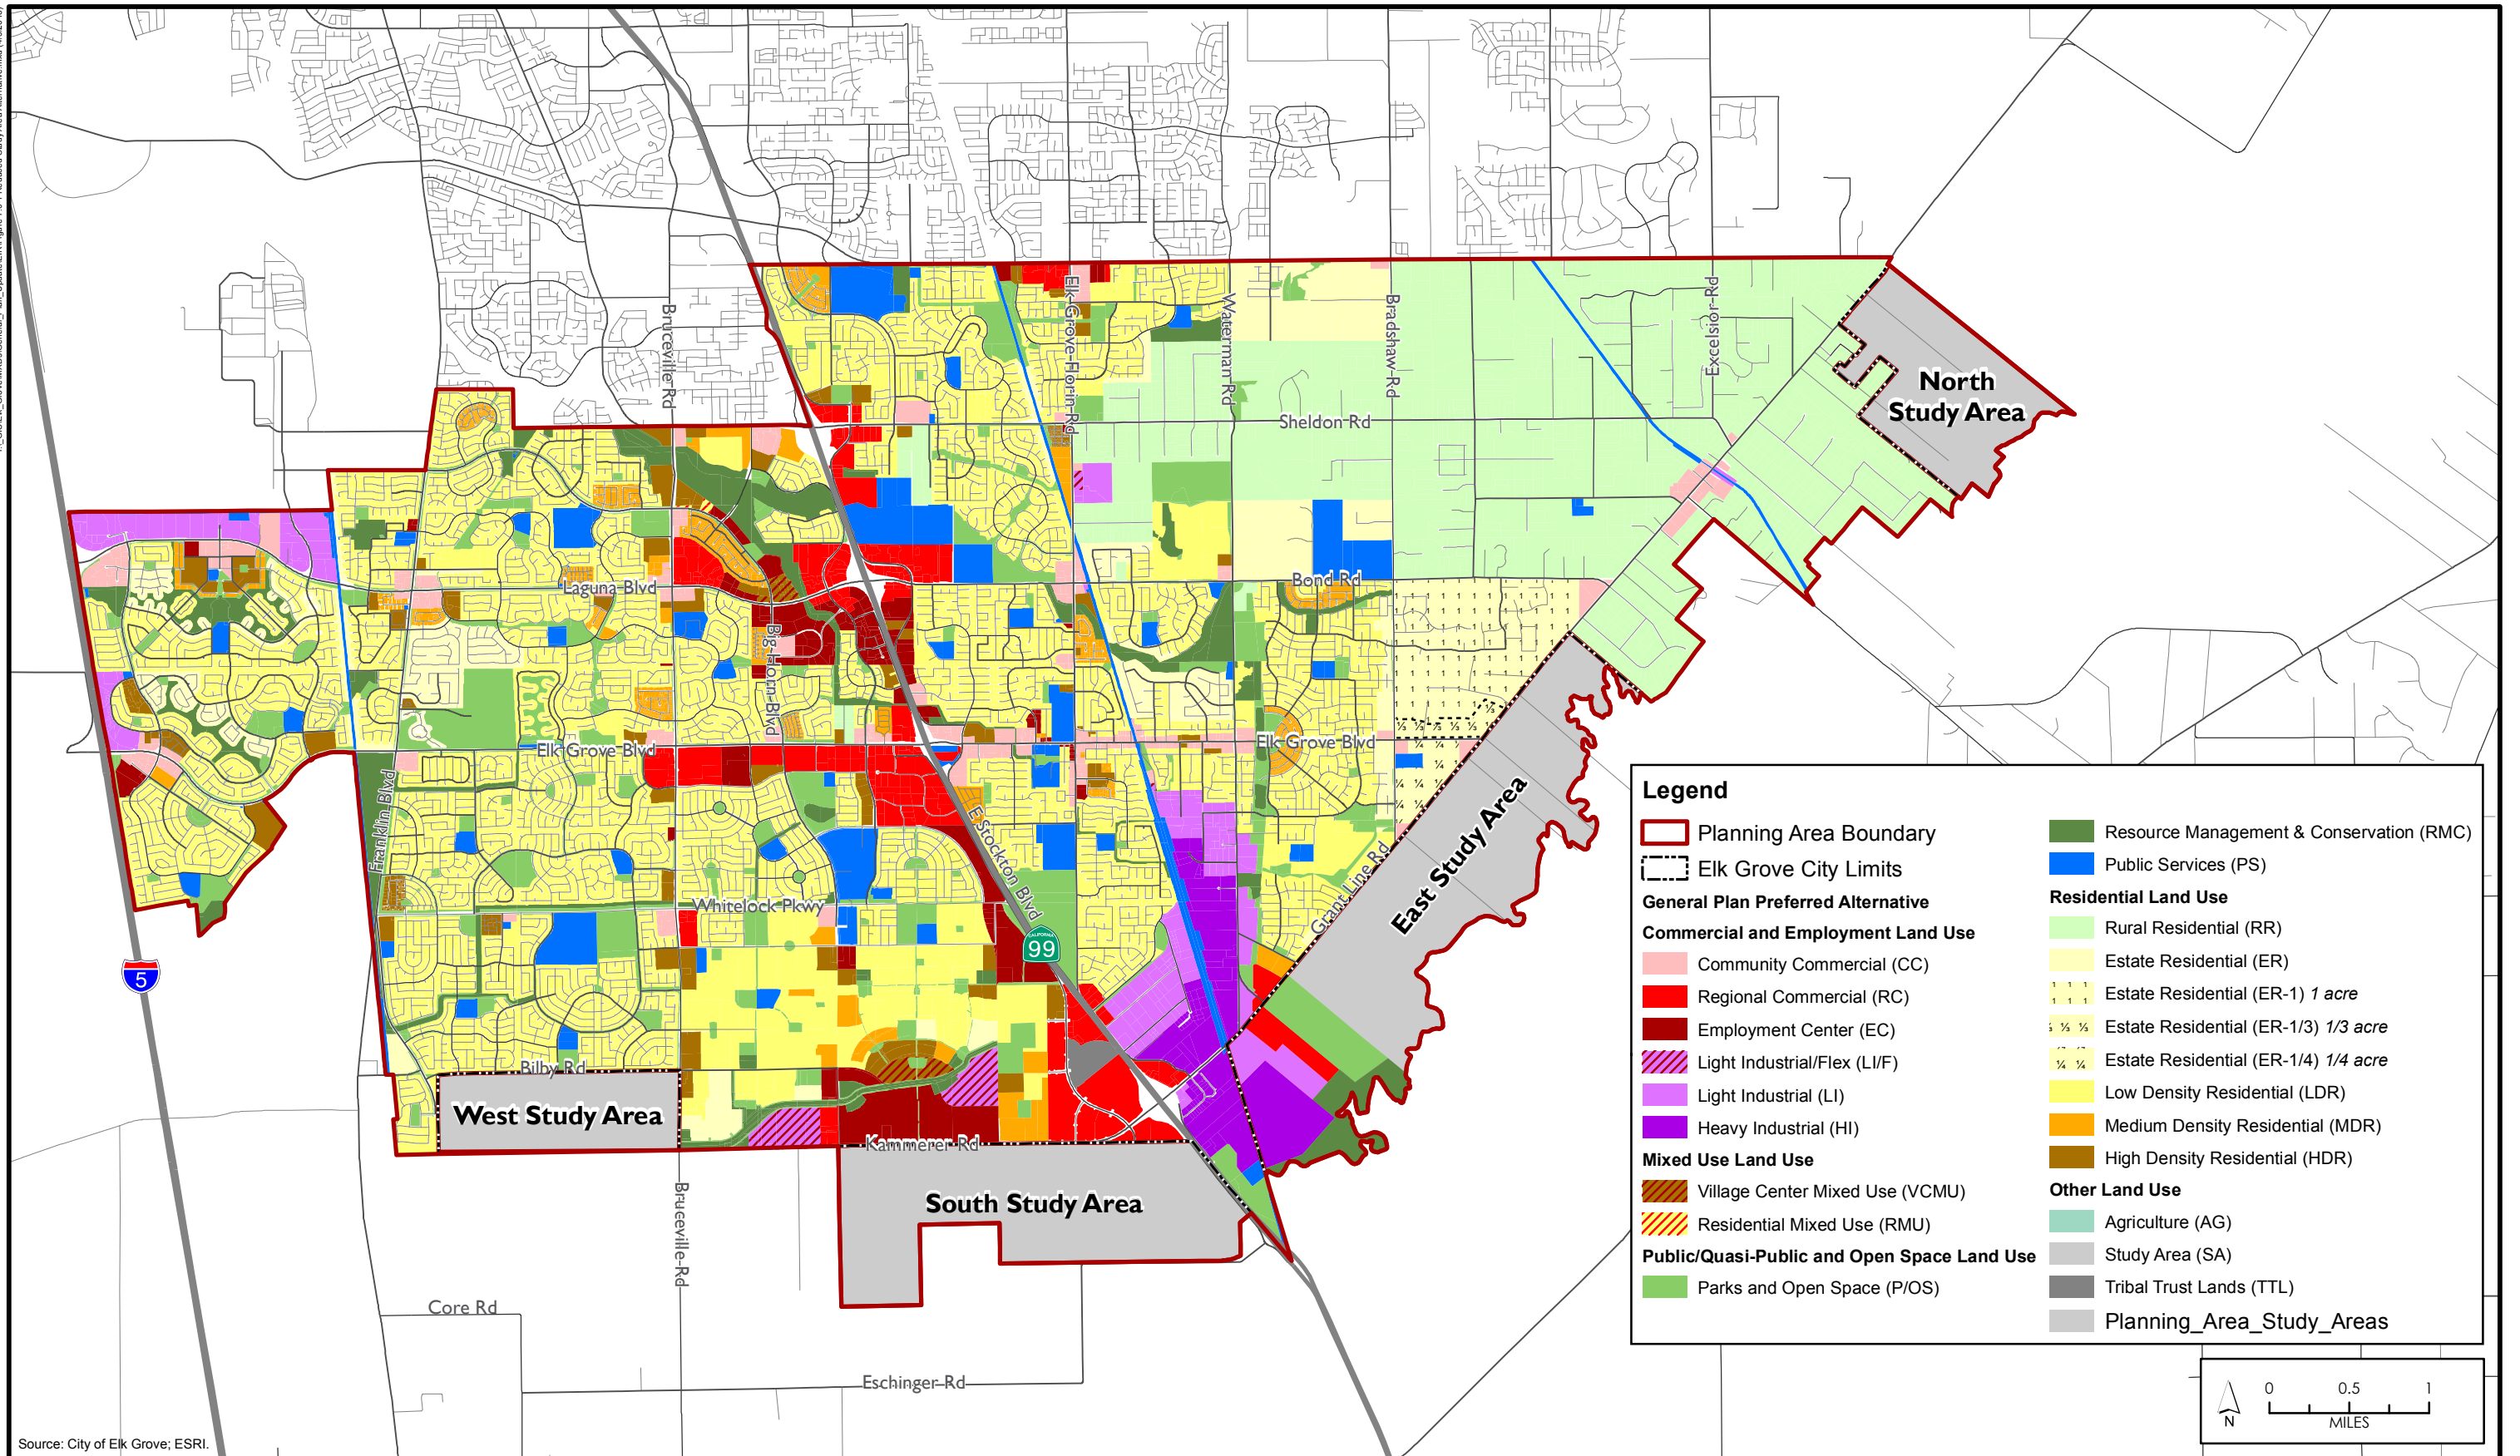 Bruceville Rd
Elk Grove-Florin Rd
Waterman Rd
Bradshaw Rd
Excelsior Rd
North
Study Area
Sheldon Rd
Laguna Blvd
Bond Rd
Big Horn Blvd
Elk Grove Blvd
Elk Grove Blvd
Franklin Blvd
E Stockton Blvd
Whitelock Pkwy
Grant Line Rd
East Study Area
CALIFORNIA
99
5
Bilby Rd
West Study Area
Kammerer Rd
South Study Area
Bruceville Rd
Core Rd
Eschinger Rd
Legend
Planning Area Boundary
Elk Grove City Limits
General Plan Preferred Alternative
Commercial and Employment Land Use
Community Commercial (CC)
Regional Commercial (RC)
Employment Center (EC)
Light Industrial/Flex (LI/F)
Light Industrial (LI)
Heavy Industrial (HI)
Mixed Use Land Use
Village Center Mixed Use (VCMU)
Residential Mixed Use (RMU)
Public/Quasi-Public and Open Space Land Use
Parks and Open Space (P/OS)
Resource Management & Conservation (RMC)
Public Services (PS)
Residential Land Use
Rural Residential (RR)
Estate Residential (ER)
Estate Residential (ER-1) 1 acre
Estate Residential (ER-1/3) 1/3 acre
Estate Residential (ER-1/4) 1/4 acre
Low Density Residential (LDR)
Medium Density Residential (MDR)
High Density Residential (HDR)
Other Land Use
Agriculture (AG)
Study Area (SA)
Tribal Trust Lands (TTL)
Planning_Area_Study_Areas
0 0.5 1
MILES
N
Source: City of Elk Grove; ESRI.